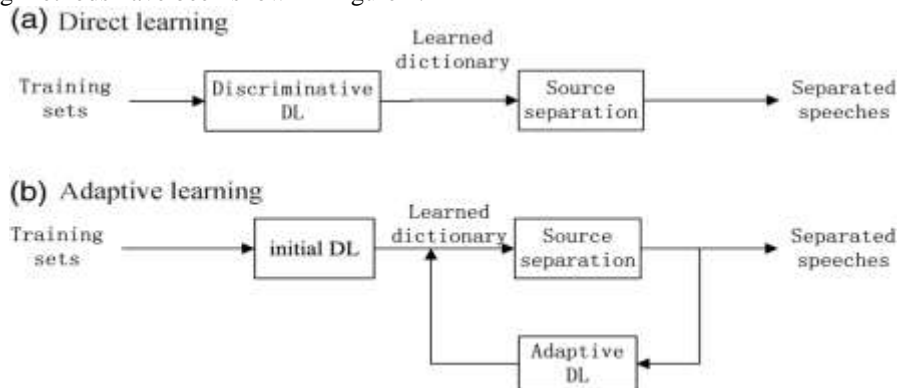 (a) Direct learning
Learned
dictionary
Training
sets
Discriminative
DL
Source
separation
Separated
speeches
(b) Adaptive learning
Learned
dictionary
Training
sets
initial DL
Source
separation
Separated
speeches
Adaptive
DL